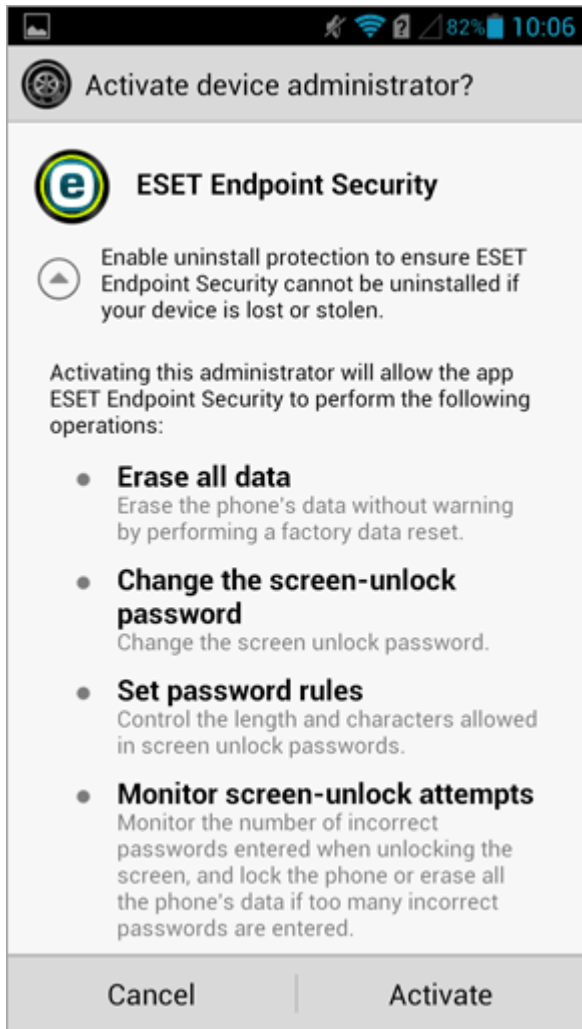 82% 10:06
Activate device administrator?
e ESET Endpoint Security
Enable uninstall protection to ensure ESET
Endpoint Security cannot be uninstalled if
your device is lost or stolen.
Activating this administrator will allow the app
ESET Endpoint Security to perform the following
operations:
Erase all data
Erase the phone's data without warning
by performing a factory data reset.
Change the screen-unlock
password
Change the screen unlock password.
Set password rules
Control the length and characters allowed
in screen unlock passwords.
Monitor screen-unlock attempts
Monitor the number of incorrect
passwords entered when unlocking the
screen, and lock the phone or erase all
the phone's data if too many incorrect
passwords are entered.
Cancel Activate